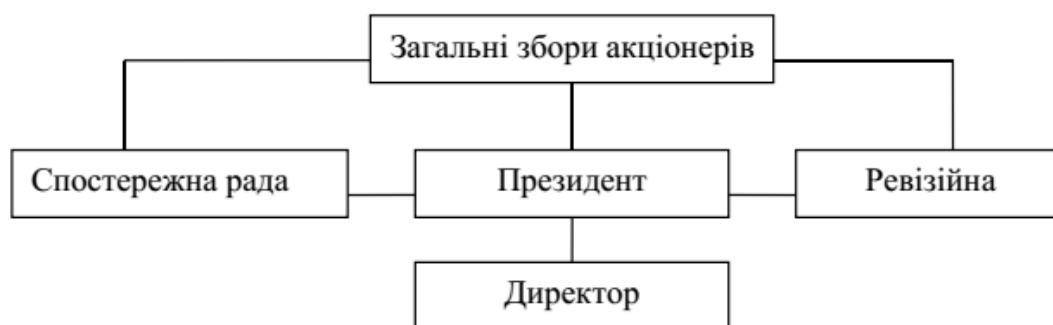 Загальні збори акціонерів
Спостережна рада
Президент
Ревізійна
Директор